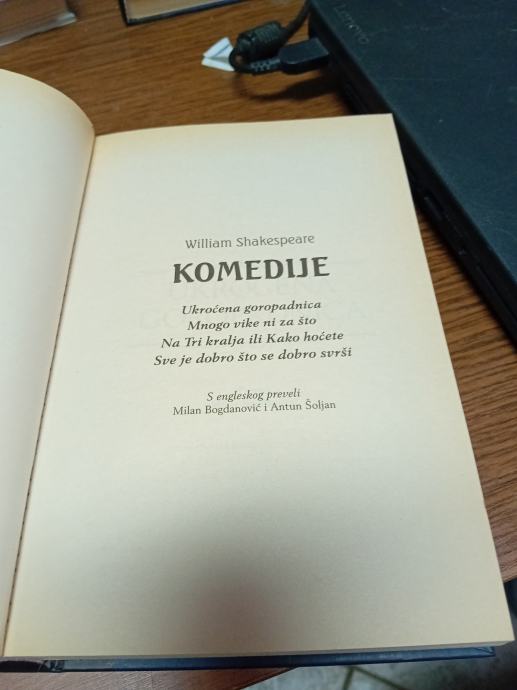 Lenovo
William Shakespeare
KOMEDIJE
Ukroćena goropadnica
Mnogo vike ni za što
Na Tri kralja ili Kako hoćete
Sve je dobro što se dobro svrši
S engleskog preveli
Milan Bogdanović i Antun Šoljan